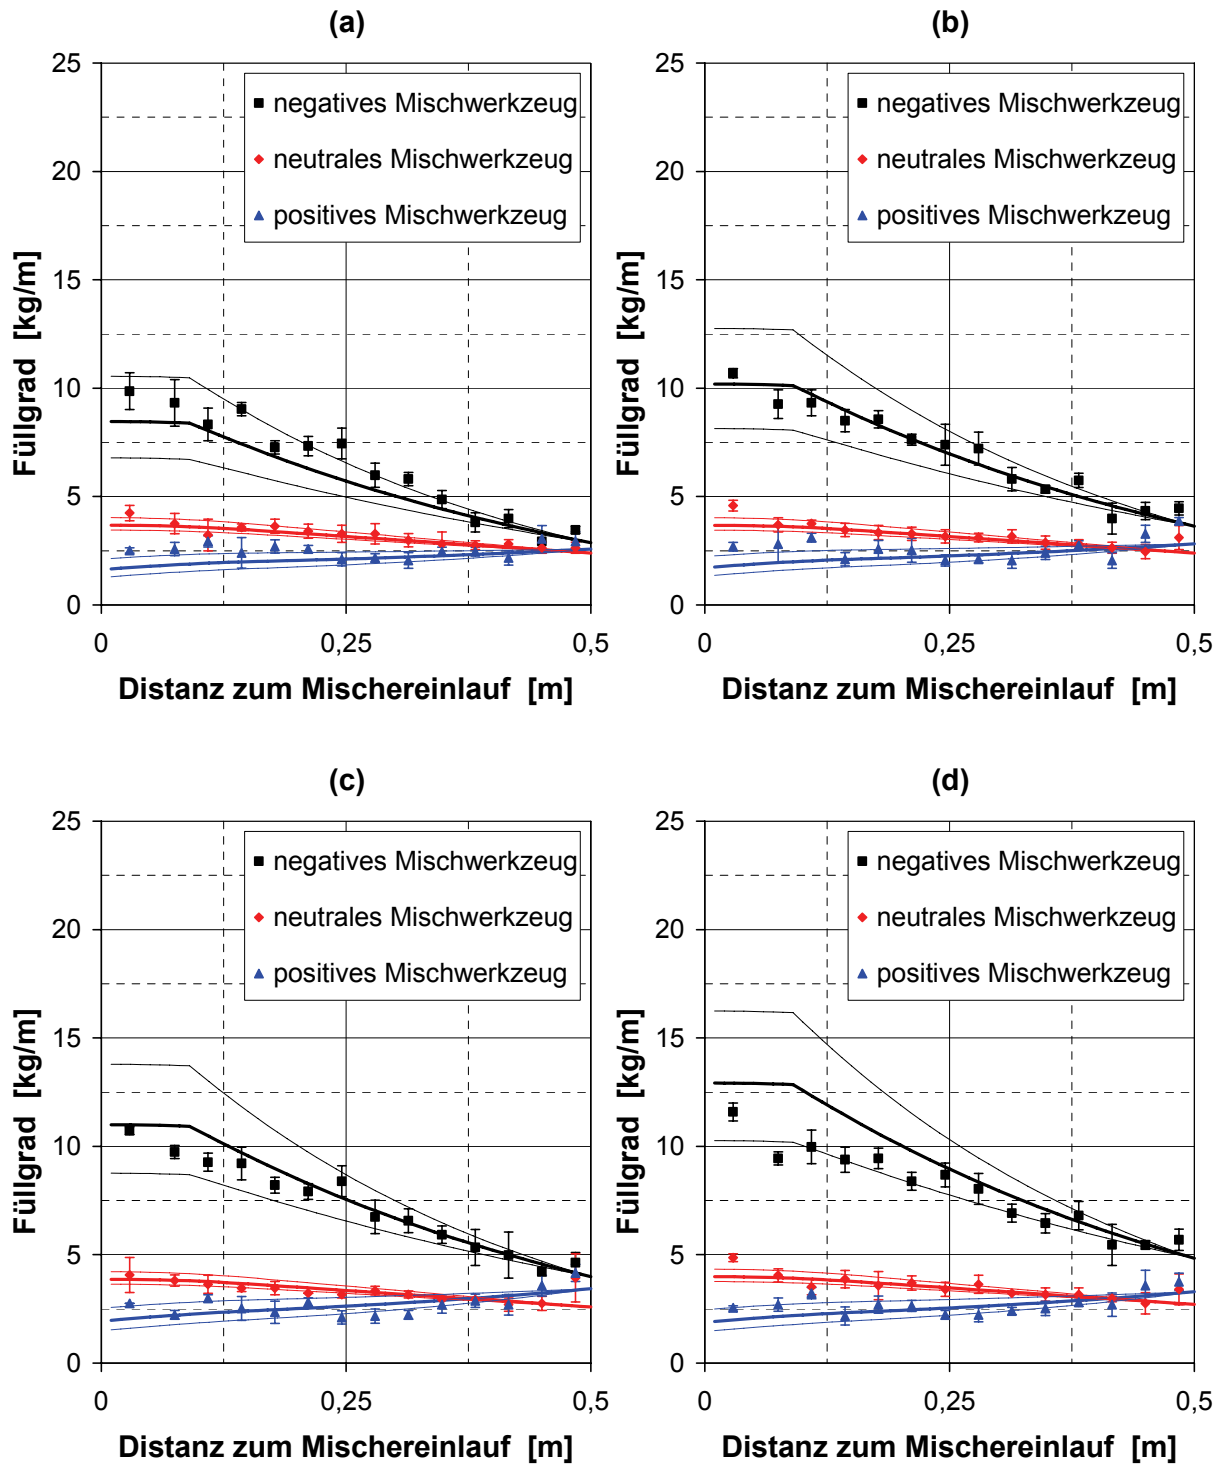 (a)
25
20
15
10
5
0
0 0,25 0,5
Füllgrad [kg/m]
Distanz zum Mischereinlauf [m]
negatives Mischwerkzeug
neutrales Mischwerkzeug
positives Mischwerkzeug
(b)
25
20
15
10
5
0
0 0,25 0,5
Füllgrad [kg/m]
Distanz zum Mischereinlauf [m]
negatives Mischwerkzeug
neutrales Mischwerkzeug
positives Mischwerkzeug
(c)
25
20
15
10
5
0
0 0,25 0,5
Füllgrad [kg/m]
Distanz zum Mischereinlauf [m]
negatives Mischwerkzeug
neutrales Mischwerkzeug
positives Mischwerkzeug
(d)
25
20
15
10
5
0
0 0,25 0,5
Füllgrad [kg/m]
Distanz zum Mischereinlauf [m]
negatives Mischwerkzeug
neutrales Mischwerkzeug
positives Mischwerkzeug